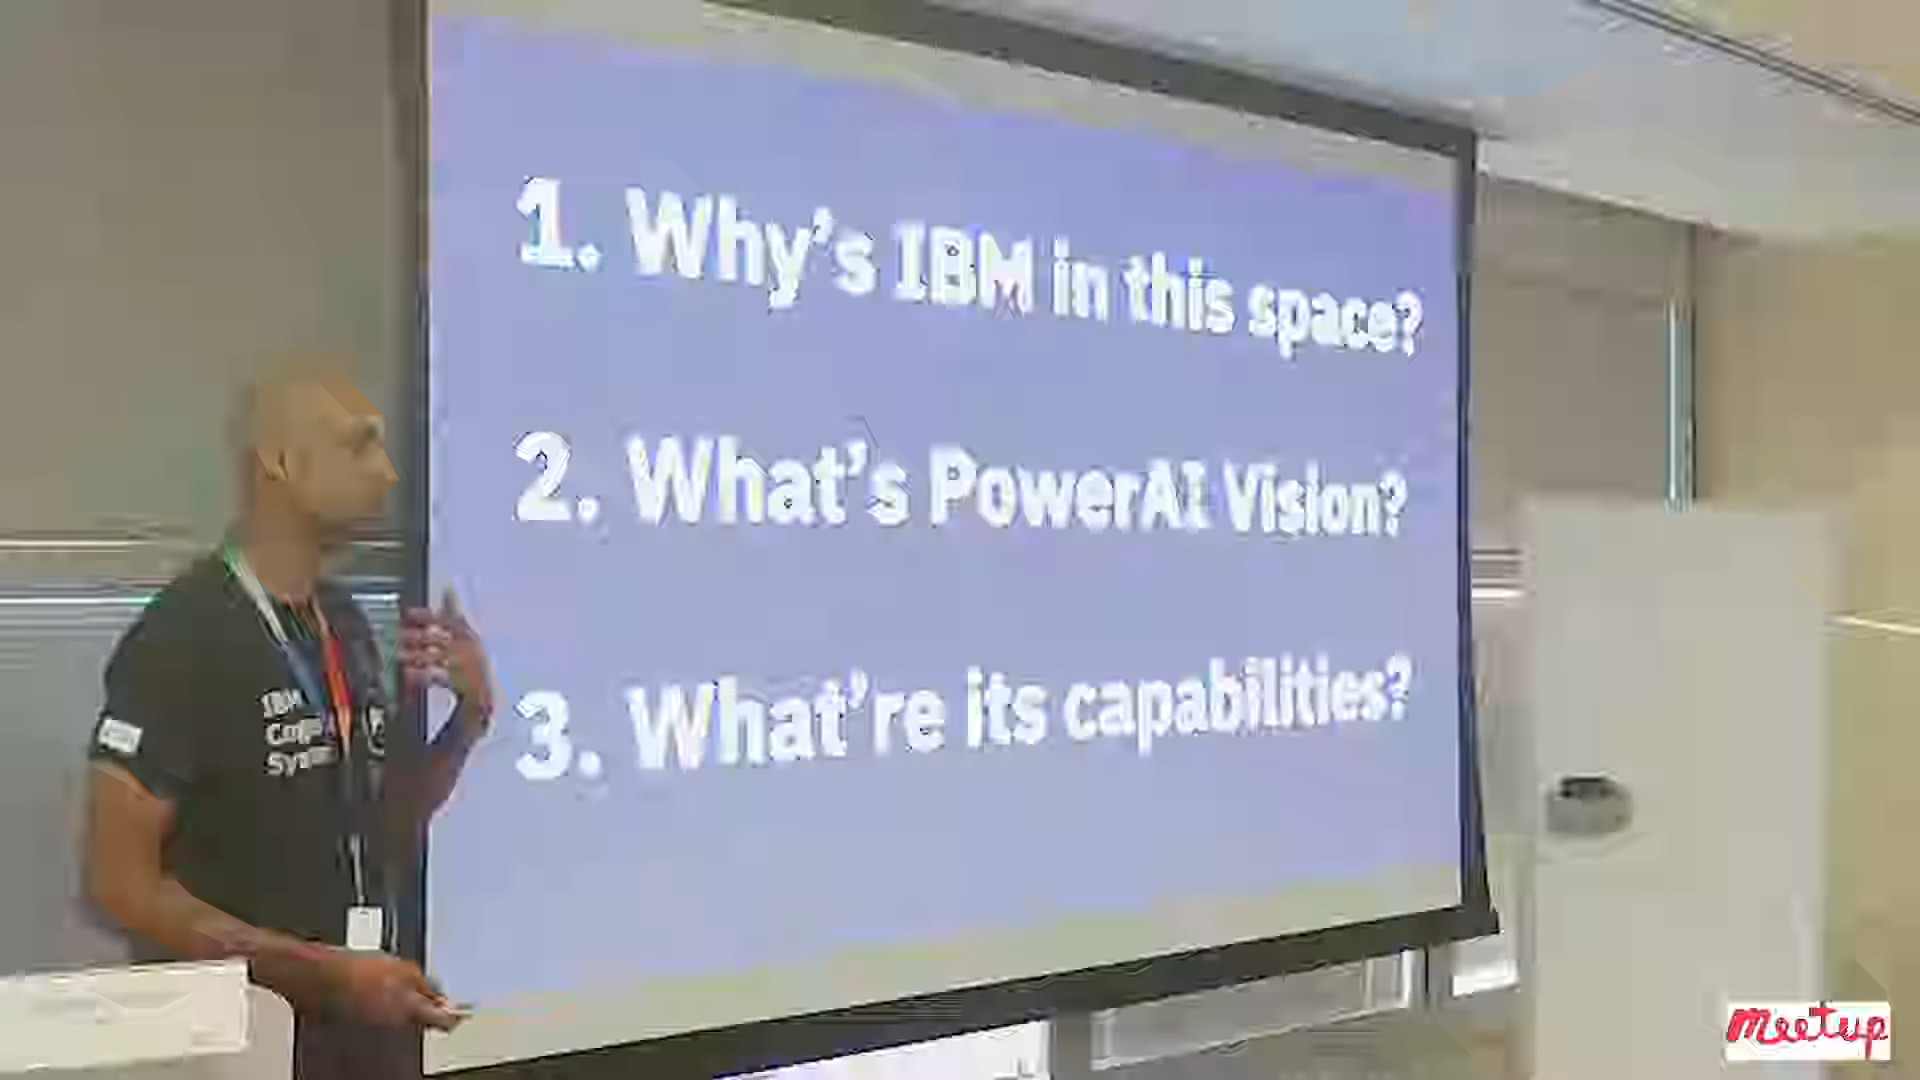 1. Why's IBM in this space?
2. What's PowerAI Vision?
3. What're its capabilities?
IBM
meetup